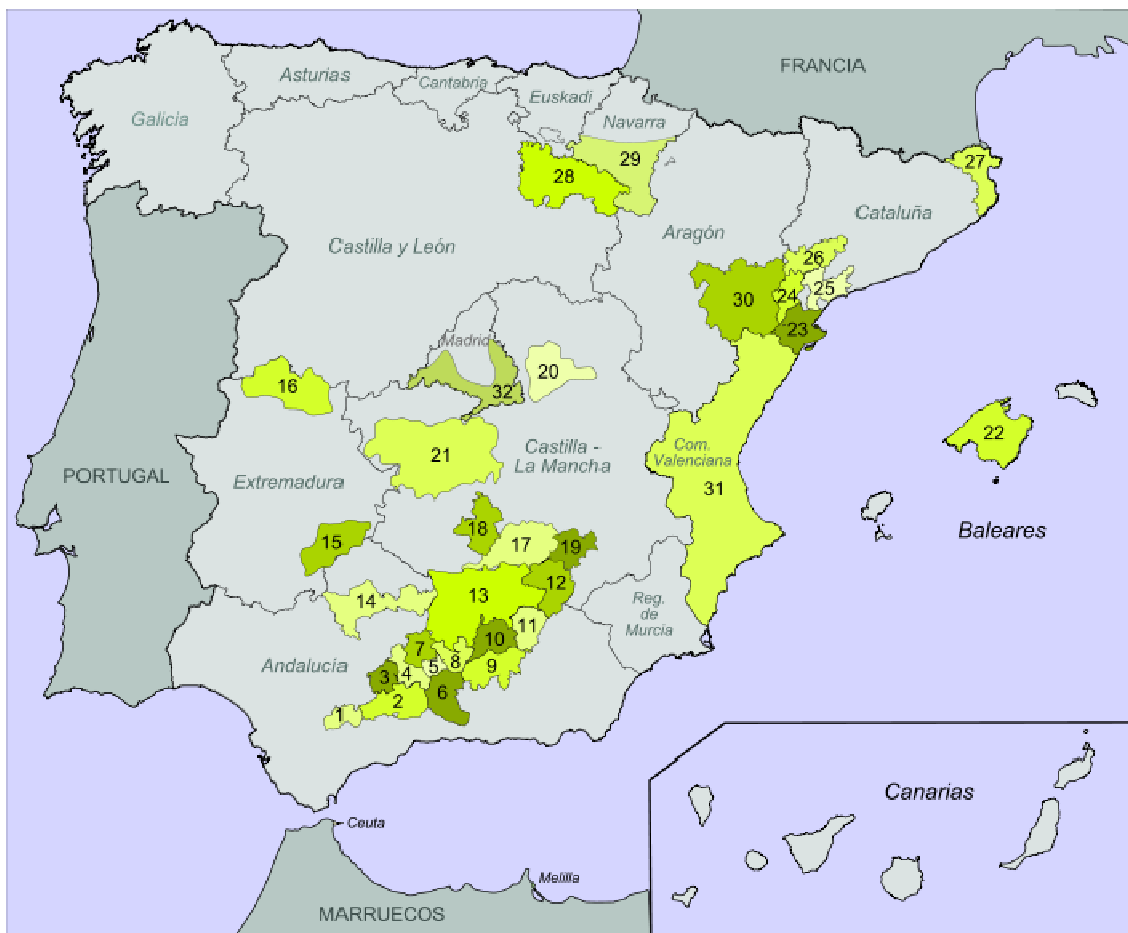 FRANCIA
Asturias
Cantabria
Euskadi
Galicia
Navarra
29
27
28
Cataluña
Aragón
Castilla y León
26
25
24
30
23
Madrid
20
16
32
22
Com.
Valenciana
Castilla -
La Mancha
21
PORTUGAL
Extremadura
31
Baleares
18
15
17
19
12
13
14
Reg.
de
Murcia
11
10
7
Andalucía
5
8
9
4
3
6
2
1
Canarias
Ceuta
Melilla
MARRUECOS